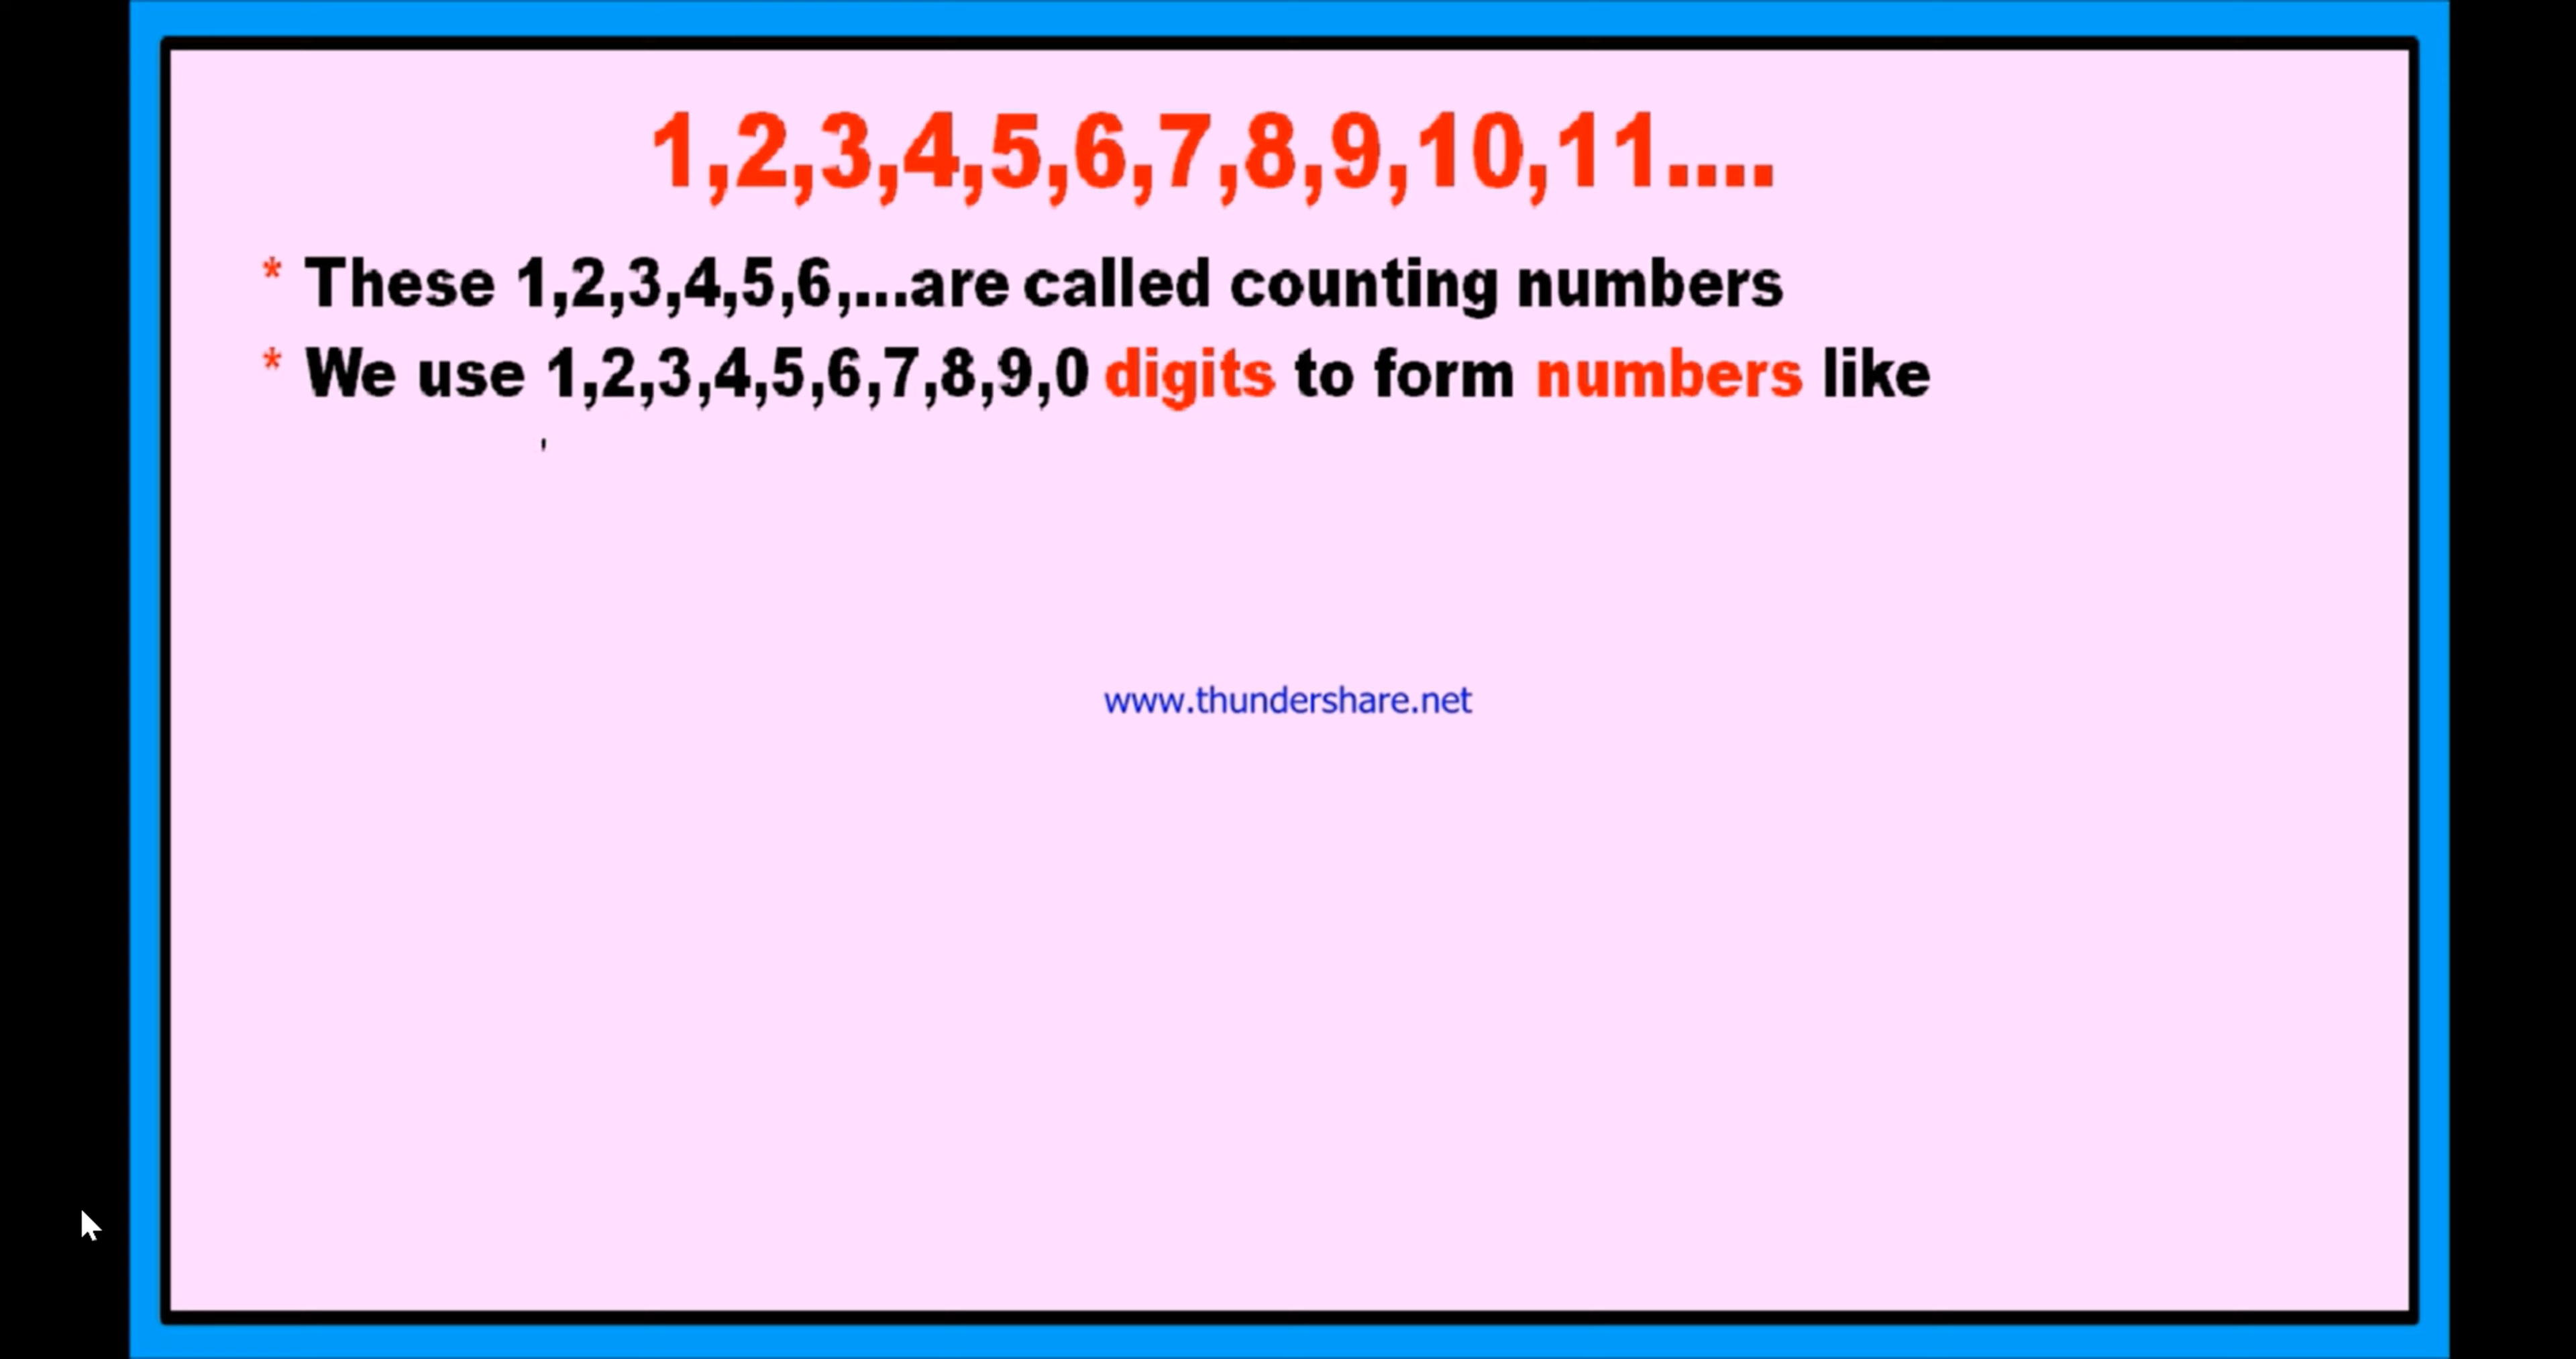 1,2,3,4,5,6,7,8,9,10,11....
* These 1,2,3,4,5,6,...are called counting numbers
* We use 1,2,3,4,5,6,7,8,9,0 digits to form numbers like
www.thundershare.net